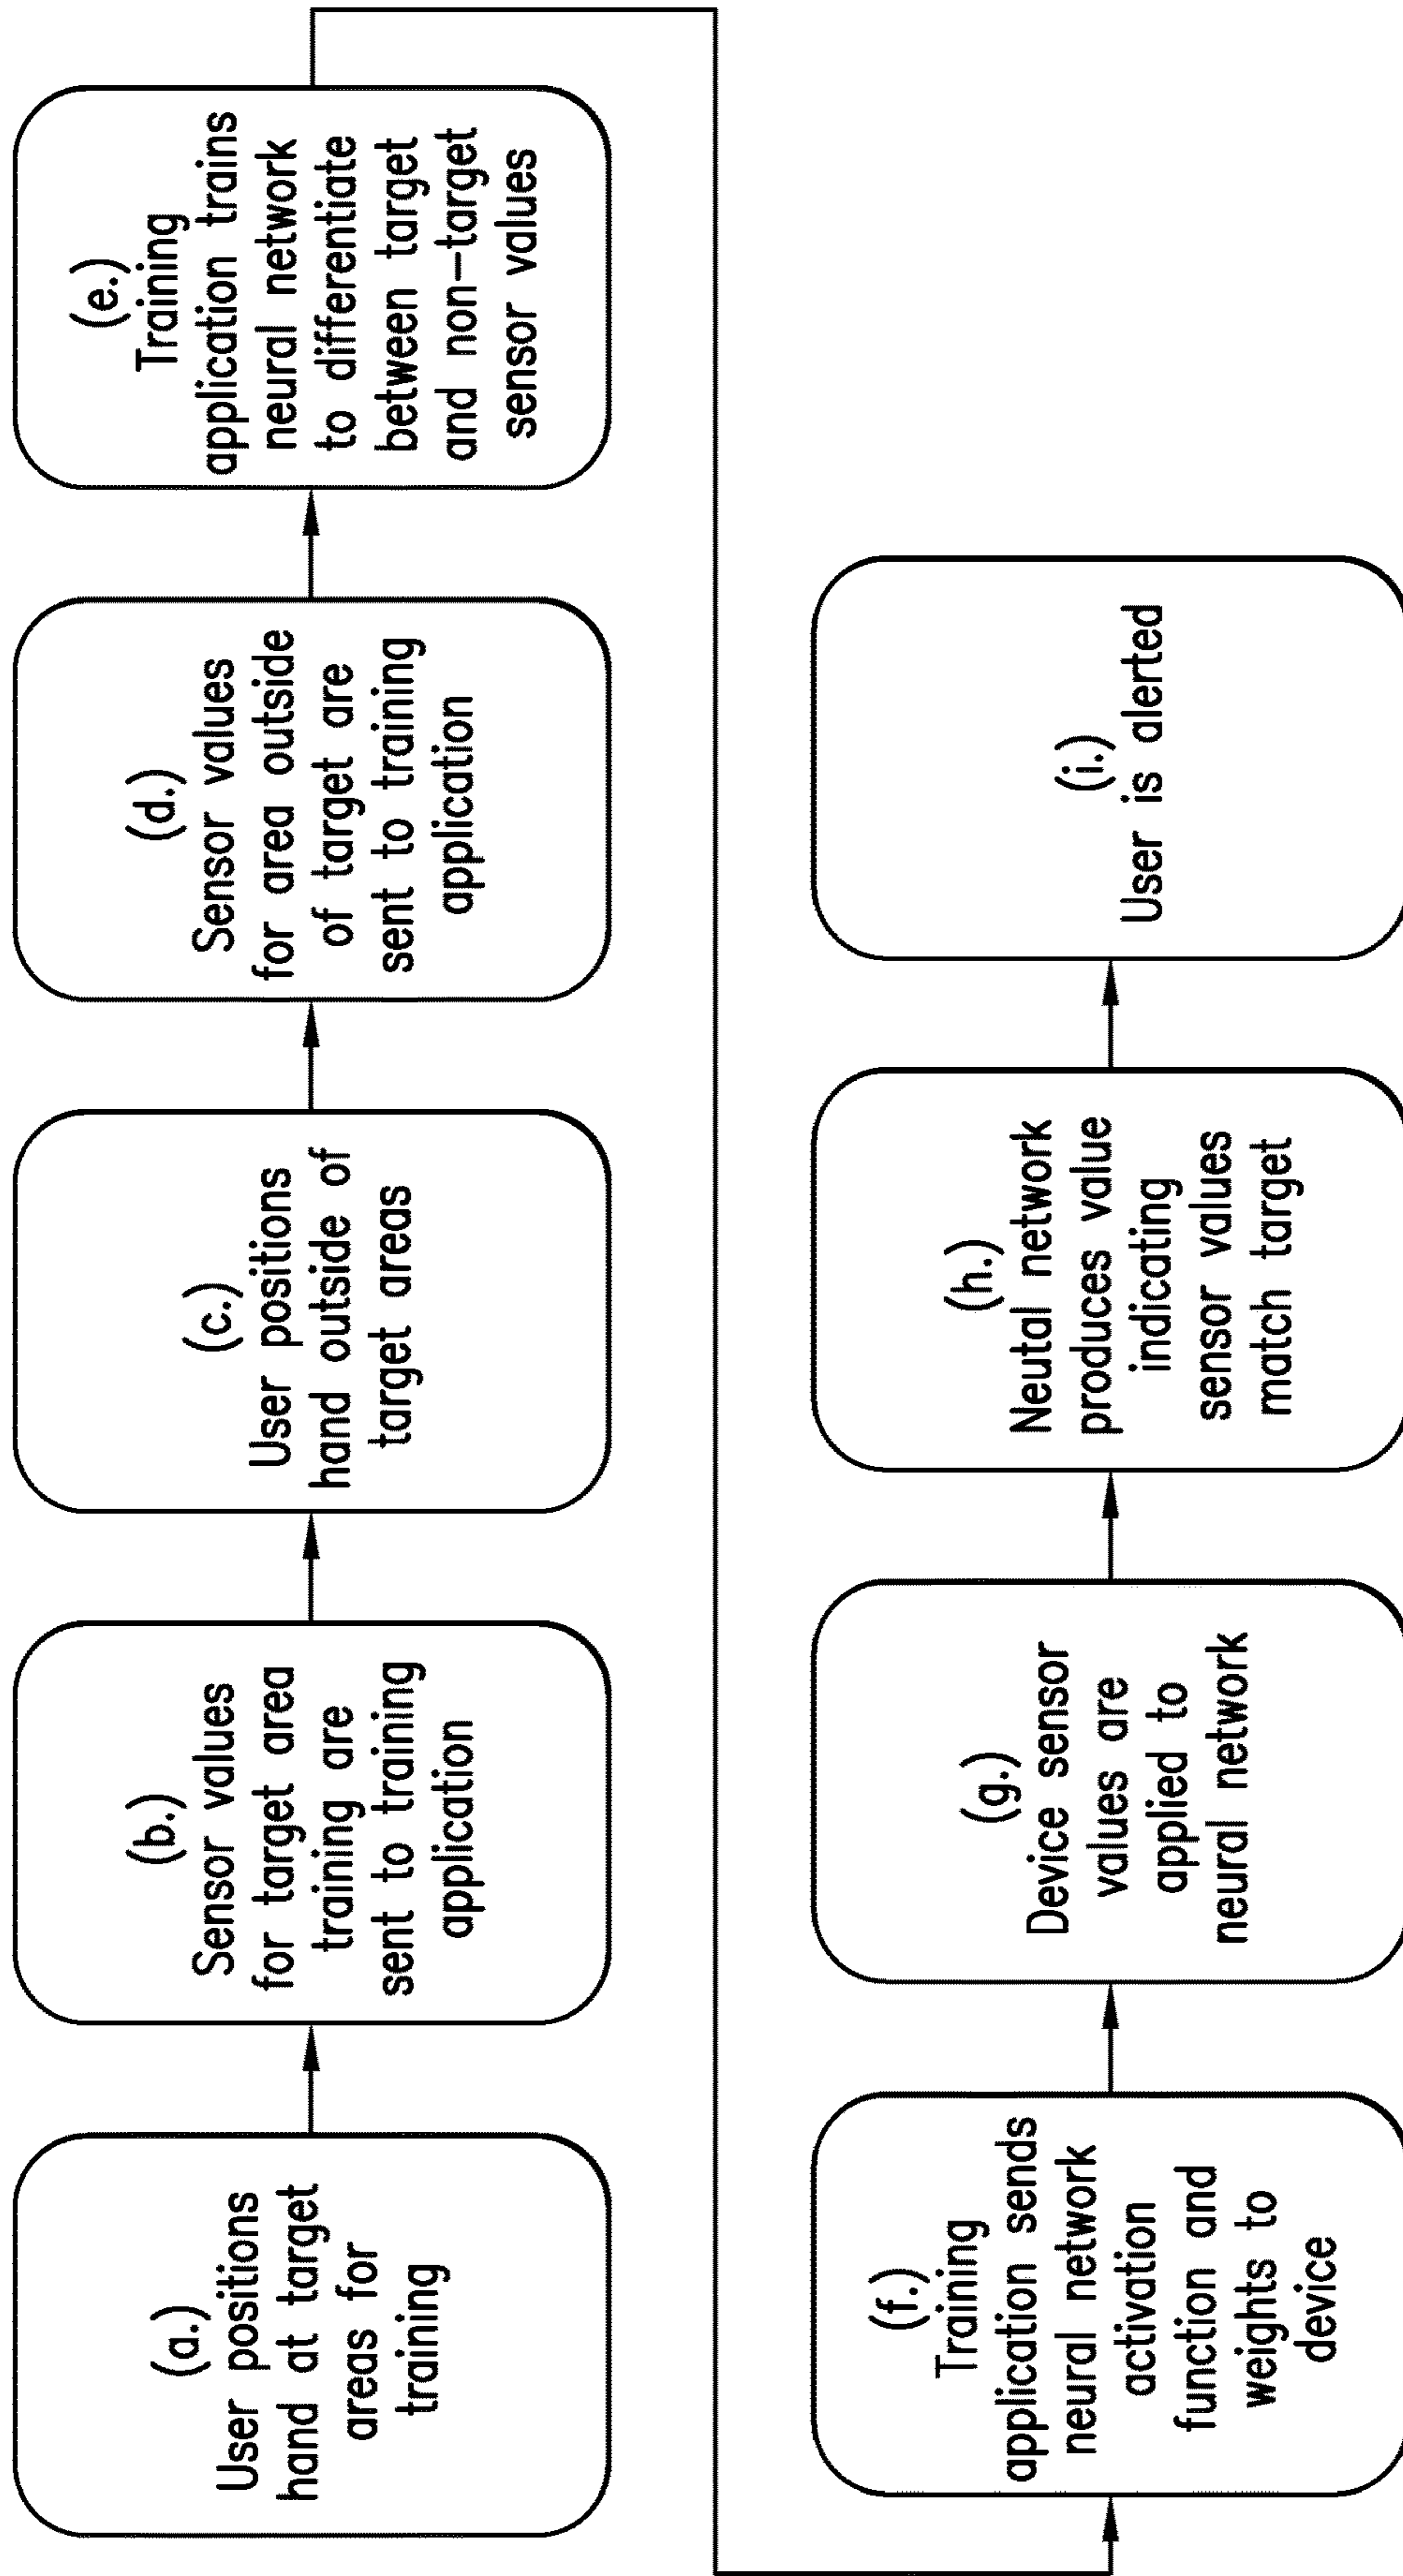 (a.)
User positions
hand at target
areas for
training
(b.)
Sensor values
for target area
training are
sent to training
application
(c.)
User positions
hand outside of
target areas
(d.)
Sensor values
for area outside
of target are
sent to training
application
(e.)
Training
application trains
neural network
to differentiate
between target
and non-target
sensor values
(f.)
Training
application sends
neural network
activation
function and
weights to
device
(g.)
Device sensor
values are
applied to
neural network
(h.)
Neutal network
produces value
indicating
sensor values
match target
(i.)
User is alerted